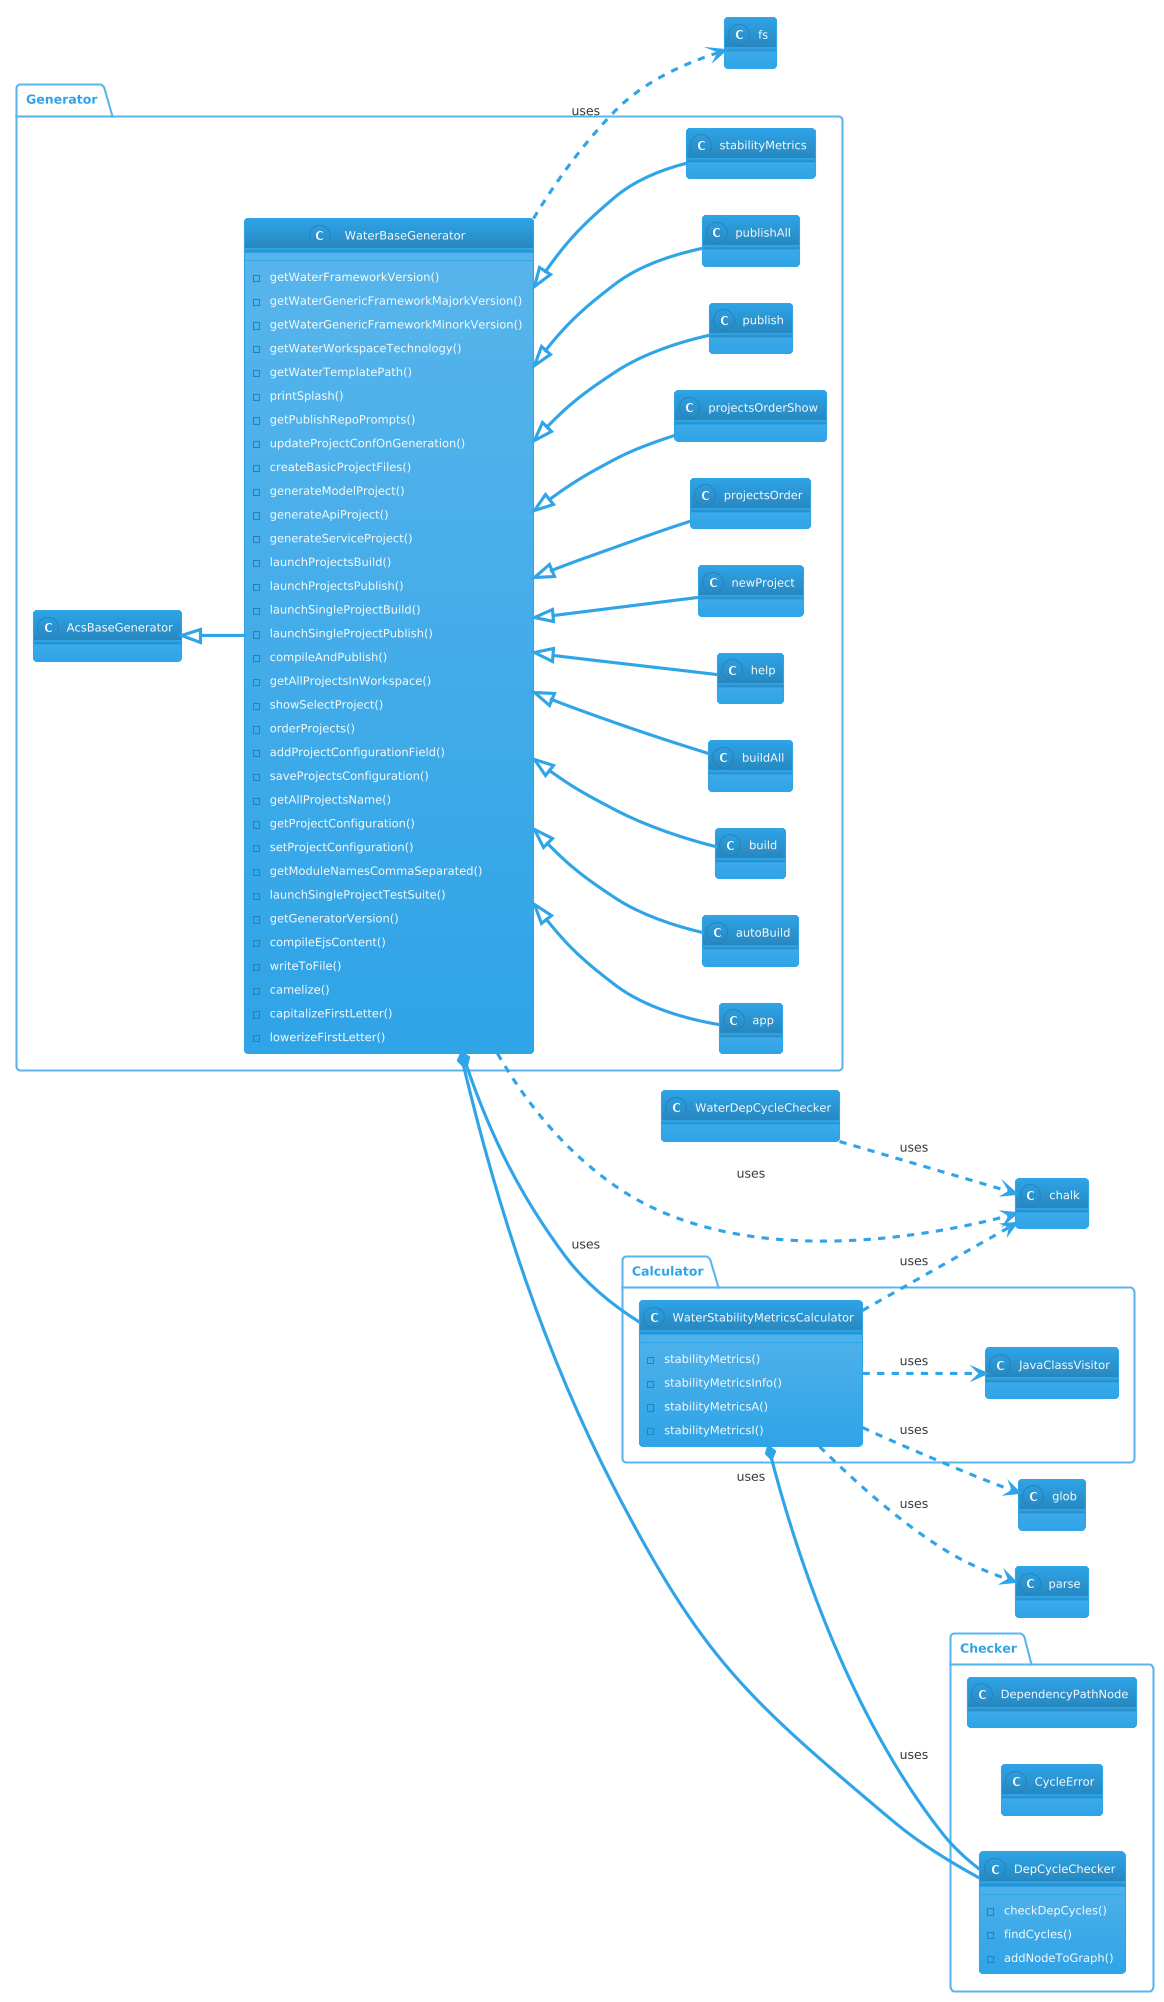 C fs
uses
Generator
C stabilityMetrics
C publishAll
C publish
C projectsOrderShow
C projectsOrder
C newProject
C help
C buildAll
C build
C autoBuild
C app
C WaterBaseGenerator
getWaterFrameworkVersion()
getWaterGenericFrameworkMajorkVersion()
getWaterGenericFrameworkMinorkVersion()
getWaterWorkspaceTechnology()
getWaterTemplatePath()
printSplash()
getPublishRepoPrompts()
updateProjectConfOnGeneration()
createBasicProjectFiles()
generateModelProject()
generateApiProject()
generateServiceProject()
launchProjectsBuild()
launchProjectsPublish()
launchSingleProjectBuild()
launchSingleProjectPublish()
compileAndPublish()
getAllProjectsInWorkspace()
showSelectProject()
orderProjects()
addProjectConfigurationField()
saveProjectsConfiguration()
getAllProjectsName()
getProjectConfiguration()
setProjectConfiguration()
getModuleNamesCommaSeparated()
launchSingleProjectTestSuite()
getGeneratorVersion()
compileEjsContent()
writeToFile()
camelize()
capitalizeFirstLetter()
lowerizeFirstLetter()
C AcsBaseGenerator
C WaterDepCycleChecker
uses
uses
C chalk
uses
uses
Calculator
C WaterStabilityMetricsCalculator
stabilityMetrics()
stabilityMetricsInfo()
stabilityMetricsA()
stabilityMetricsI()
uses
C JavaClassVisitor
uses
uses
C glob
uses
C parse
Checker
C DependencyPathNode
uses
C CycleError
C DepCycleChecker
checkDepCycles()
findCycles()
addNodeToGraph()